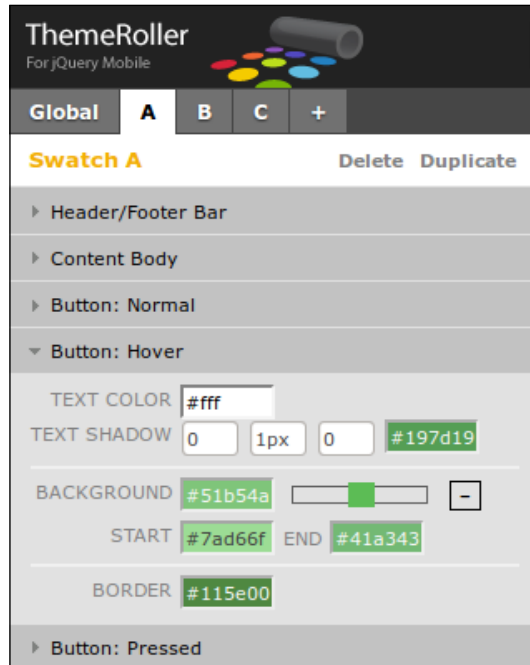 ThemeRoller
For jQuery Mobile
Global A B C +
Swatch A Delete Duplicate
Header/Footer Bar
Content Body
Button: Normal
Button: Hover
TEXT COLOR #fff
TEXT SHADOW 0 1px 0 #197d19
BACKGROUND #51b54a -
START #7ad66f END #41a343
BORDER #115e00
Button: Pressed